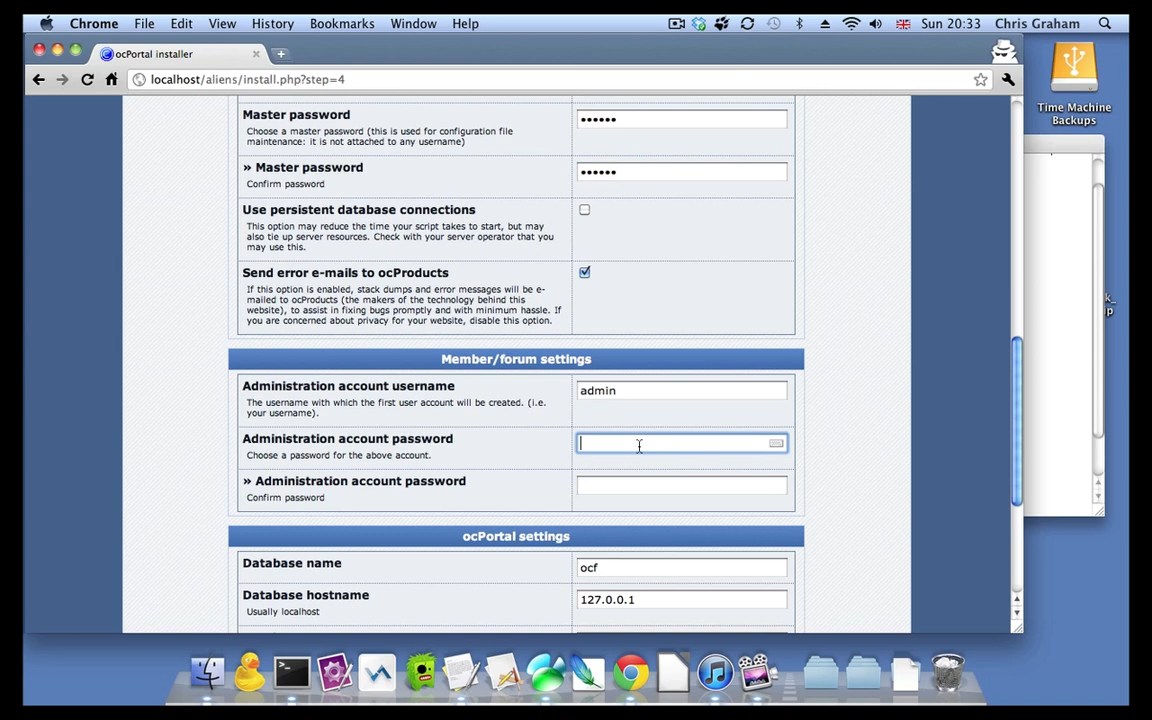 Chrome File Edit View History Bookmarks Window Help Sun 20:33 Chris Graham
ocPortal installer
localhost/aliens/install.php?step=4
Time Machine
Backups
Master password
Choose a master password (this is used for configuration file
maintenance: it is not attached to any username)
••••••
» Master password
Confirm password
••••••
Use persistent database connections
This option may reduce the time your script takes to start, but may
also tie up server resources. Check with your server operator that you
may use this.
Send error e-mails to ocProducts
If this option is enabled, stack dumps and error messages will be e-
mailed to ocProducts (the makers of the technology behind this
website), to assist in fixing bugs promptly and with minimum hassle. If
you are concerned about privacy for your website, disable this option.
Member/forum settings
Administration account username
The username with which the first user account will be created. (i.e.
your username).
admin
Administration account password
Choose a password for the above account.
» Administration account password
Confirm password
ocPortal settings
Database name
ocf
Database hostname
Usually localhost
127.0.0.1